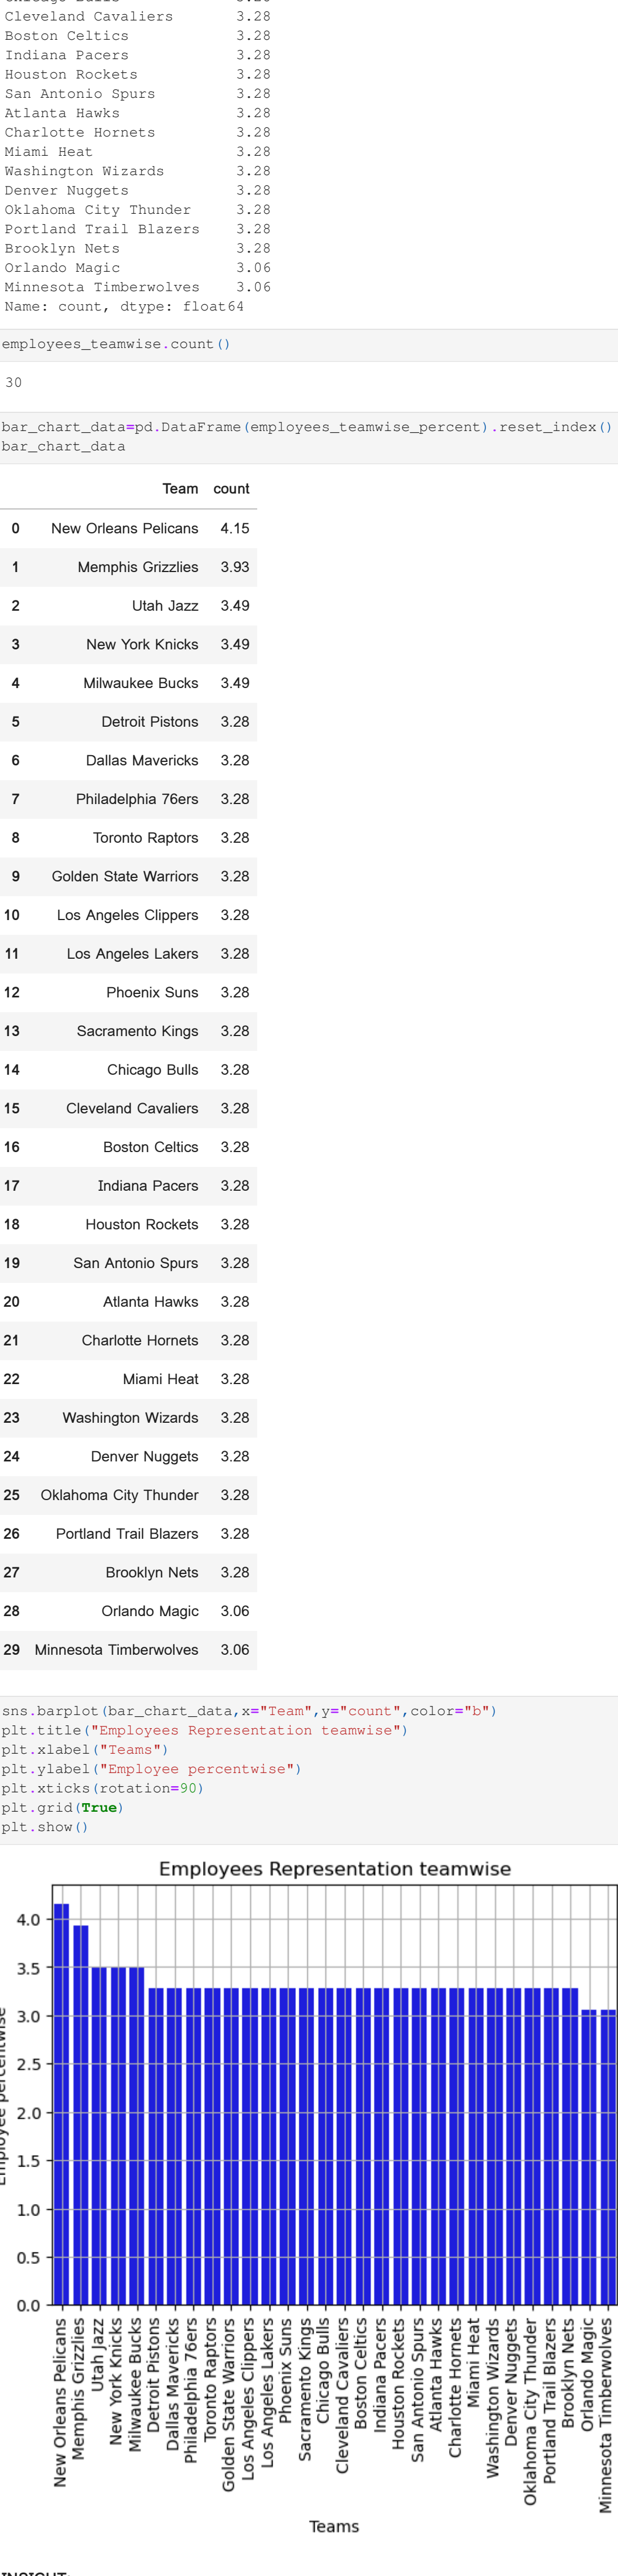 Cleveland Cavaliers 3.28
Boston Celtics 3.28
Indiana Pacers 3.28
Houston Rockets 3.28
San Antonio Spurs 3.28
Atlanta Hawks 3.28
Charlotte Hornets 3.28
Miami Heat 3.28
Washington Wizards 3.28
Denver Nuggets 3.28
Oklahoma City Thunder 3.28
Portland Trail Blazers 3.28
Brooklyn Nets 3.28
Orlando Magic 3.06
Minnesota Timberwolves 3.06
Name: count, dtype: float64
employees_teamwise.count()
30
bar_chart_data=pd.DataFrame(employees_teamwise_percent).reset_index()
bar_chart_data
Team count
0 New Orleans Pelicans 4.15
1 Memphis Grizzlies 3.93
2 Utah Jazz 3.49
3 New York Knicks 3.49
4 Milwaukee Bucks 3.49
5 Detroit Pistons 3.28
6 Dallas Mavericks 3.28
7 Philadelphia 76ers 3.28
8 Toronto Raptors 3.28
9 Golden State Warriors 3.28
10 Los Angeles Clippers 3.28
11 Los Angeles Lakers 3.28
12 Phoenix Suns 3.28
13 Sacramento Kings 3.28
14 Chicago Bulls 3.28
15 Cleveland Cavaliers 3.28
16 Boston Celtics 3.28
17 Indiana Pacers 3.28
18 Houston Rockets 3.28
19 San Antonio Spurs 3.28
20 Atlanta Hawks 3.28
21 Charlotte Hornets 3.28
22 Miami Heat 3.28
23 Washington Wizards 3.28
24 Denver Nuggets 3.28
25 Oklahoma City Thunder 3.28
26 Portland Trail Blazers 3.28
27 Brooklyn Nets 3.28
28 Orlando Magic 3.06
29 Minnesota Timberwolves 3.06
sns.barplot(bar_chart_data,x="Team",y="count",color="b")
plt.title("Employees Representation teamwise")
plt.xlabel("Teams")
plt.ylabel("Employee percentwise")
plt.xticks(rotation=90)
plt.grid(True)
plt.show()
Employees Representation teamwise
4.0
3.5
3.0
2.5
2.0
1.5
1.0
0.5
0.0
Employee percentwise
New Orleans Pelicans
Memphis Grizzlies
Utah Jazz
New York Knicks
Milwaukee Bucks
Detroit Pistons
Dallas Mavericks
Philadelphia 76ers
Toronto Raptors
Golden State Warriors
Los Angeles Clippers
Los Angeles Lakers
Phoenix Suns
Sacramento Kings
Chicago Bulls
Cleveland Cavaliers
Boston Celtics
Indiana Pacers
Houston Rockets
San Antonio Spurs
Atlanta Hawks
Charlotte Hornets
Miami Heat
Washington Wizards
Denver Nuggets
Oklahoma City Thunder
Portland Trail Blazers
Brooklyn Nets
Orlando Magic
Minnesota Timberwolves
Teams